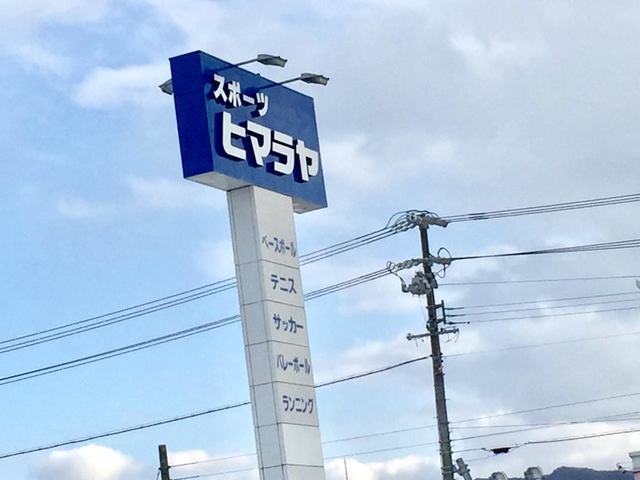 スポーツ
ヒマラヤ
ベースボール
テニス
サッカー
バレーボール
ランニング